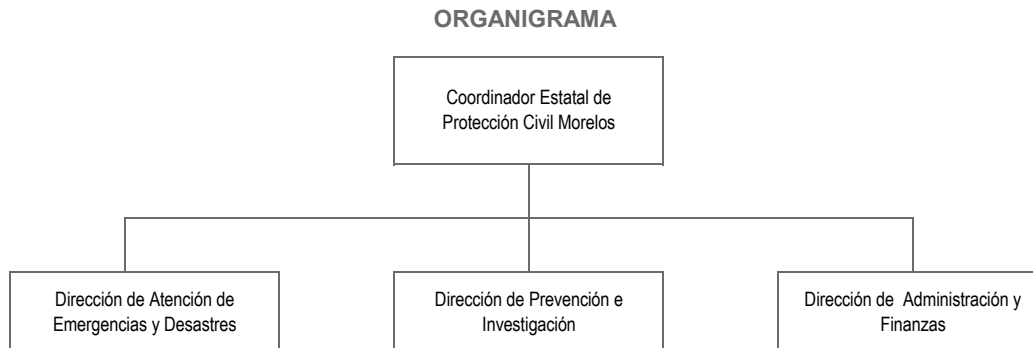 ORGANIGRAMA
Coordinador Estatal de
Protección Civil Morelos
Dirección de Atención de
Emergencias y Desastres
Dirección de Prevención e
Investigación
Dirección de Administración y
Finanzas